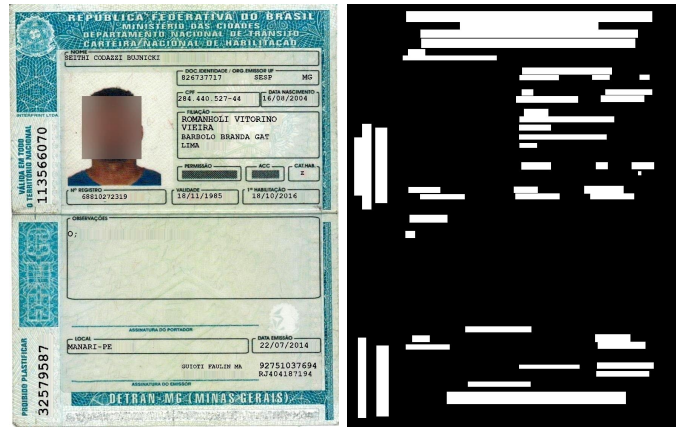 REPÚBLICA FEDERATIVA DO BRASIL
MINISTÉRIO DAS CIDADES
DEPARTAMENTO NACIONAL DE TRÂNSITO
CARTEIRA NACIONAL DE HABILITAÇÃO
NOME
SEITHI CODAZZI BUJNICKI
DOC. IDENTIDADE / ORG EMISSOR UF
826737717 SESP MG
CPF DATA NASCIMENTO
284.440.527-44 16/08/2004
FILIAÇÃO
ROMANHOLI VITORINO
VIEIRA
BARBOLO BRANDA GAT
LIMA
PERMISSÃO ACC CAT.HAB.
E
Nº REGISTRO VALIDADE 1ª HABILITAÇÃO
68810272319 18/11/1985 18/10/2016
INTERPRINT LTDA.
VÁLIDA EM TODO
O TERRITÓRIO NACIONAL
113566070
OBSERVAÇÕES
O;
ASSINATURA DO PORTADOR
LOCAL DATA EMISSÃO
MANARI-PE 22/07/2014
GUIOTI FAULIN MA 92751037694
RJ404187194
ASSINATURA DO EMISSOR
PROIBIDO PLASTIFICAR
32579587
DETRAN-MG (MINAS GERAIS)